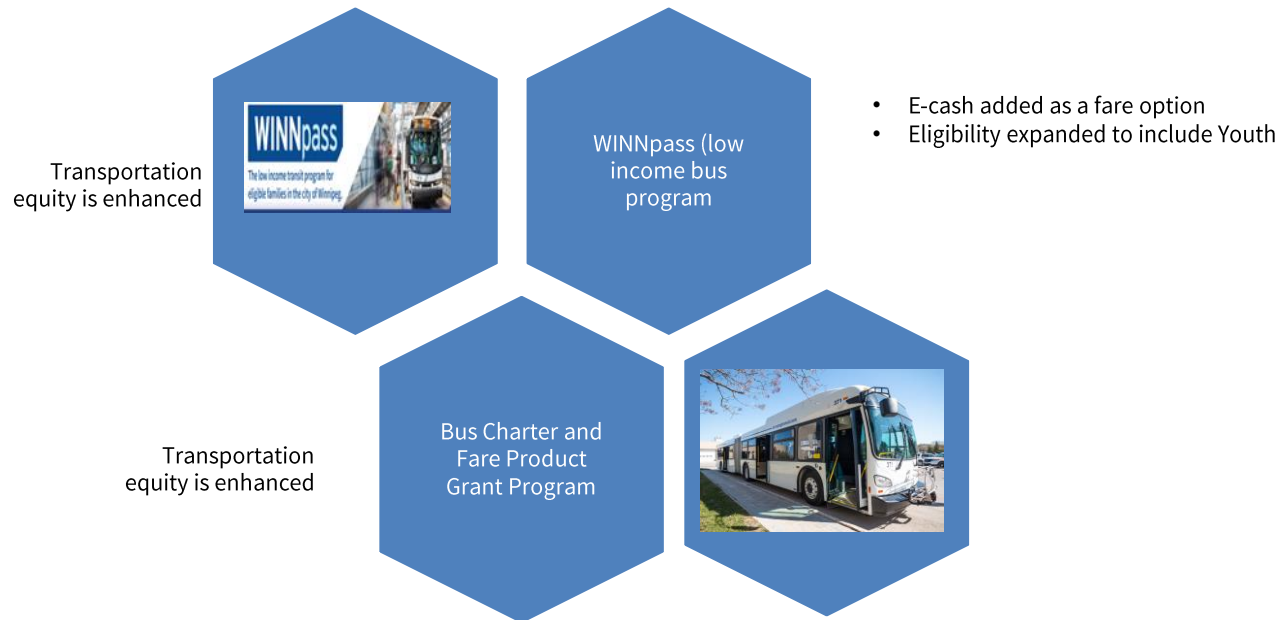 Transportation
equity is enhanced
WINNpass
The low income transit program for
eligible families in the city of Winnipeg.
WINNpass (low
income bus
program
• E-cash added as a fare option
• Eligibility expanded to include Youth
Transportation
equity is enhanced
Bus Charter and
Fare Product
Grant Program